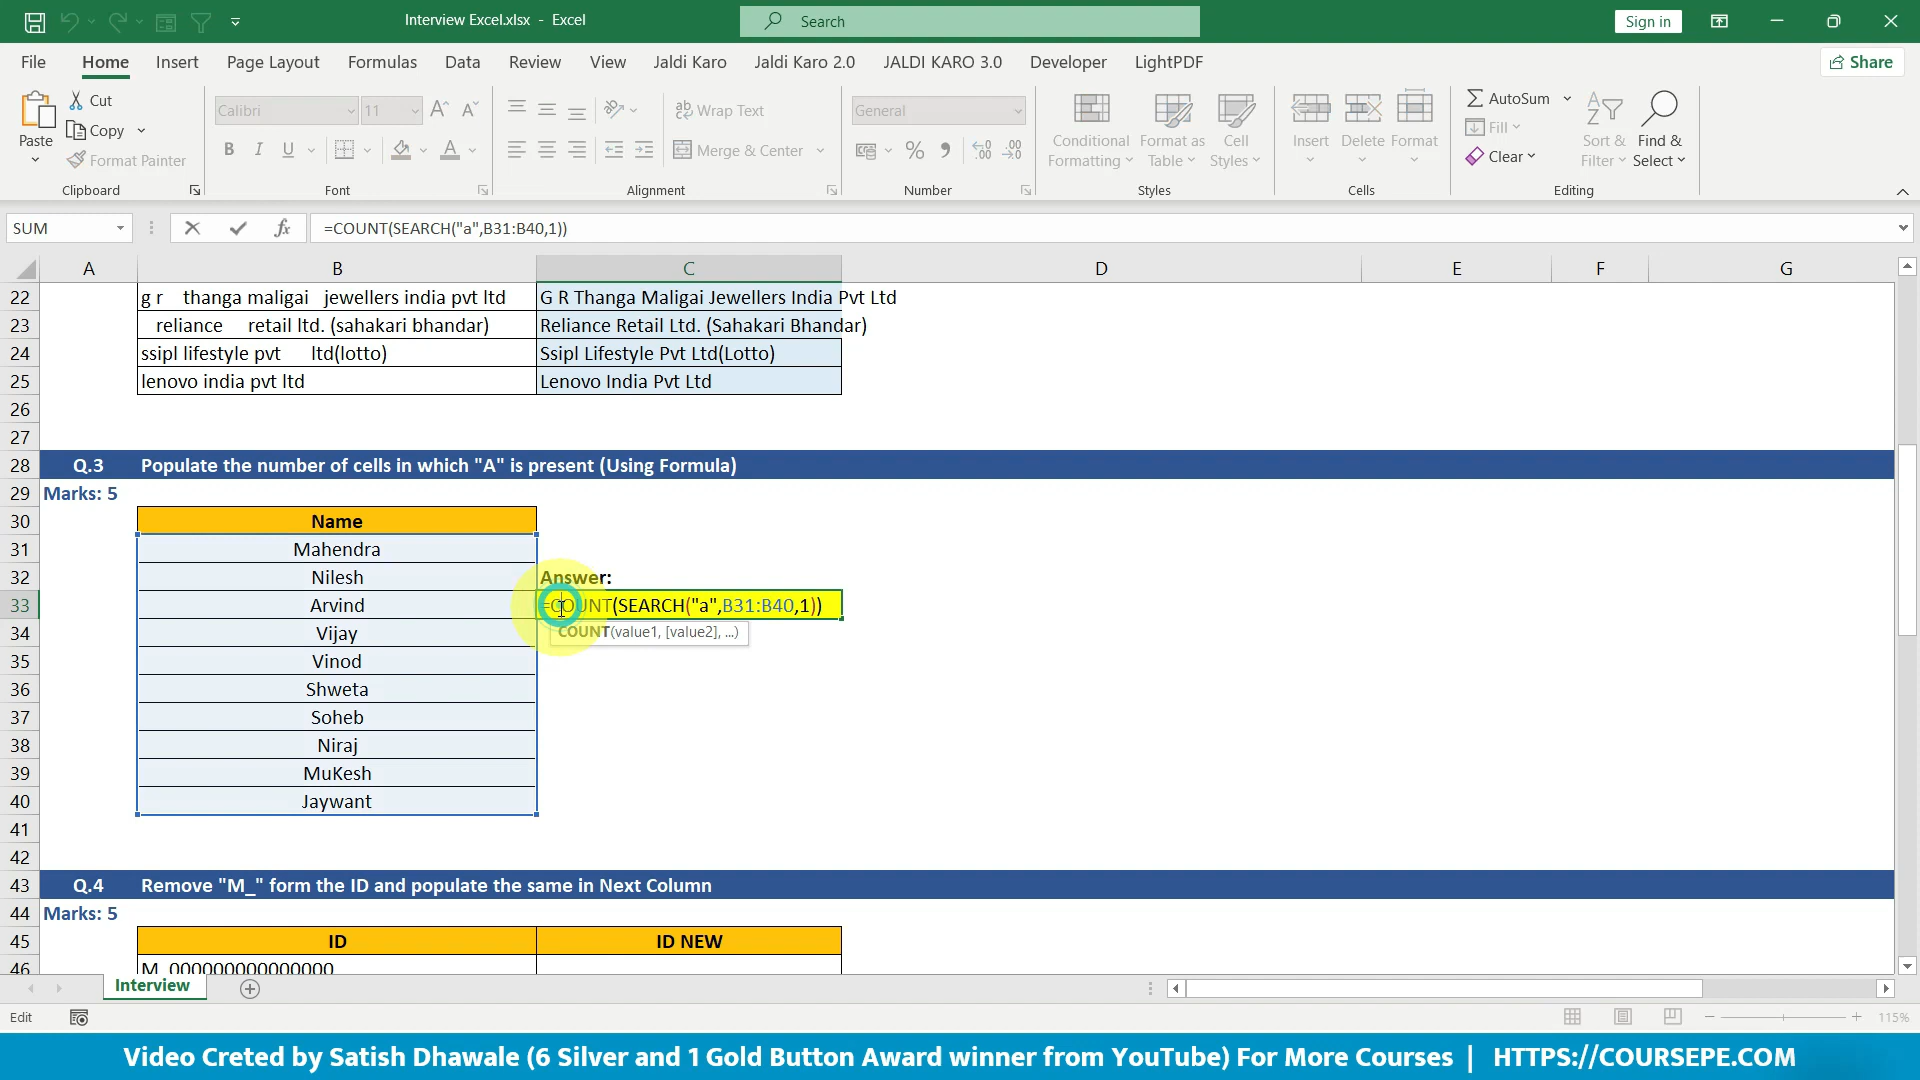 Interview Excel.xlsx - Excel
Search
Sign in
File Home Insert Page Layout Formulas Data Review View Jaldi Karo Jaldi Karo 2.0 JALDI KARO 3.0 Developer LightPDF
Share
Paste
Cut
Copy
Format Painter
Clipboard
Calibri 11
B I U
Font
Wrap Text
Merge & Center
Alignment
General
Number
Conditional Formatting
Format as Table
Cell Styles
Styles
Insert Delete Format
Cells
AutoSum
Fill
Clear
Sort & Filter
Find & Select
Editing
SUM
fx
=COUNT(SEARCH("a",B31:B40,1))
A B C D E F G
22 g r thanga maligai jewellers india pvt ltd G R Thanga Maligai Jewellers India Pvt Ltd
23 reliance retail ltd. (sahakari bhandar) Reliance Retail Ltd. (Sahakari Bhandar)
24 ssipl lifestyle pvt ltd(lotto) Ssipl Lifestyle Pvt Ltd(Lotto)
25 lenovo india pvt ltd Lenovo India Pvt Ltd
26
27
28 Q.3 Populate the number of cells in which "A" is present (Using Formula)
29 Marks: 5
30 Name
31 Mahendra
32 Nilesh Answer:
33 Arvind =COUNT(SEARCH("a",B31:B40,1))
34 Vijay COUNT(value1, [value2], ...)
35 Vinod
36 Shweta
37 Soheb
38 Niraj
39 MuKesh
40 Jaywant
41
42
43 Q.4 Remove "M_" form the ID and populate the same in Next Column
44 Marks: 5
45 ID ID NEW
46 M_000000000000000
Interview
Edit
115%
Video Creted by Satish Dhawale (6 Silver and 1 Gold Button Award winner from YouTube) For More Courses | HTTPS://COURSEPE.COM